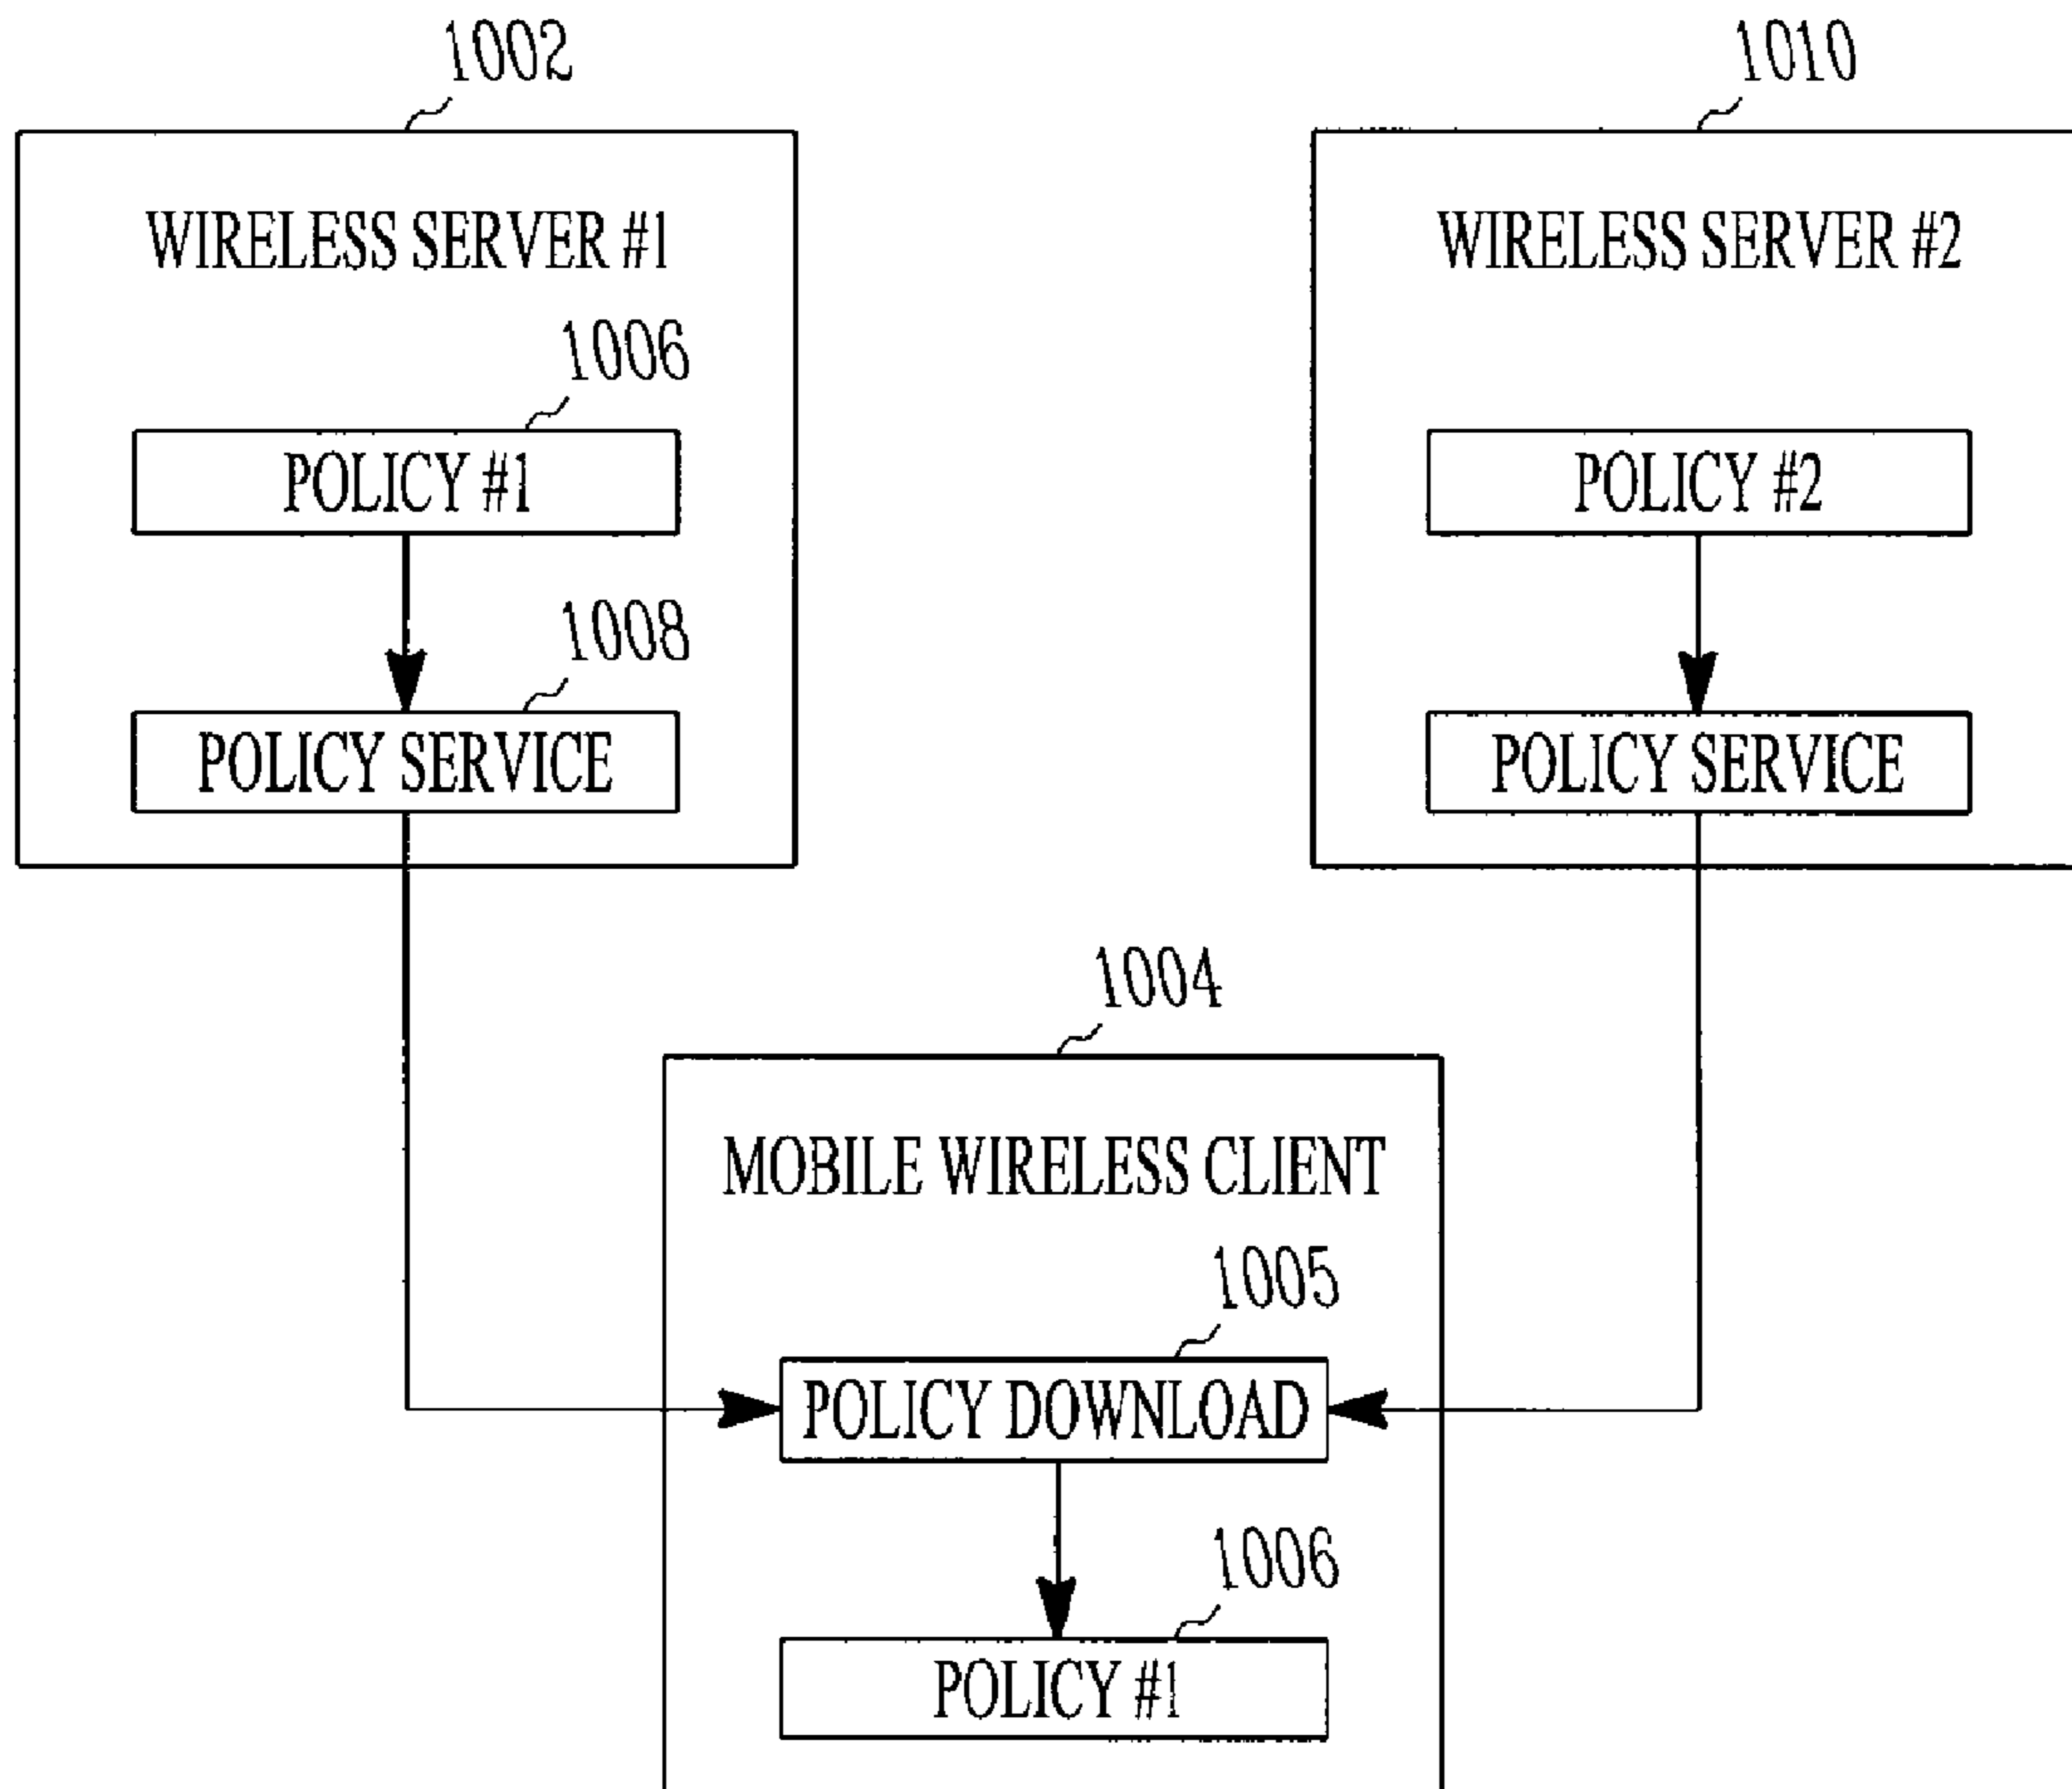 1002
1010
WIRELESS SERVER #1
WIRELESS SERVER #2
1006
POLICY #1
POLICY #2
1008
POLICY SERVICE
POLICY SERVICE
1004
MOBILE WIRELESS CLIENT
1005
POLICY DOWNLOAD
1006
POLICY #1